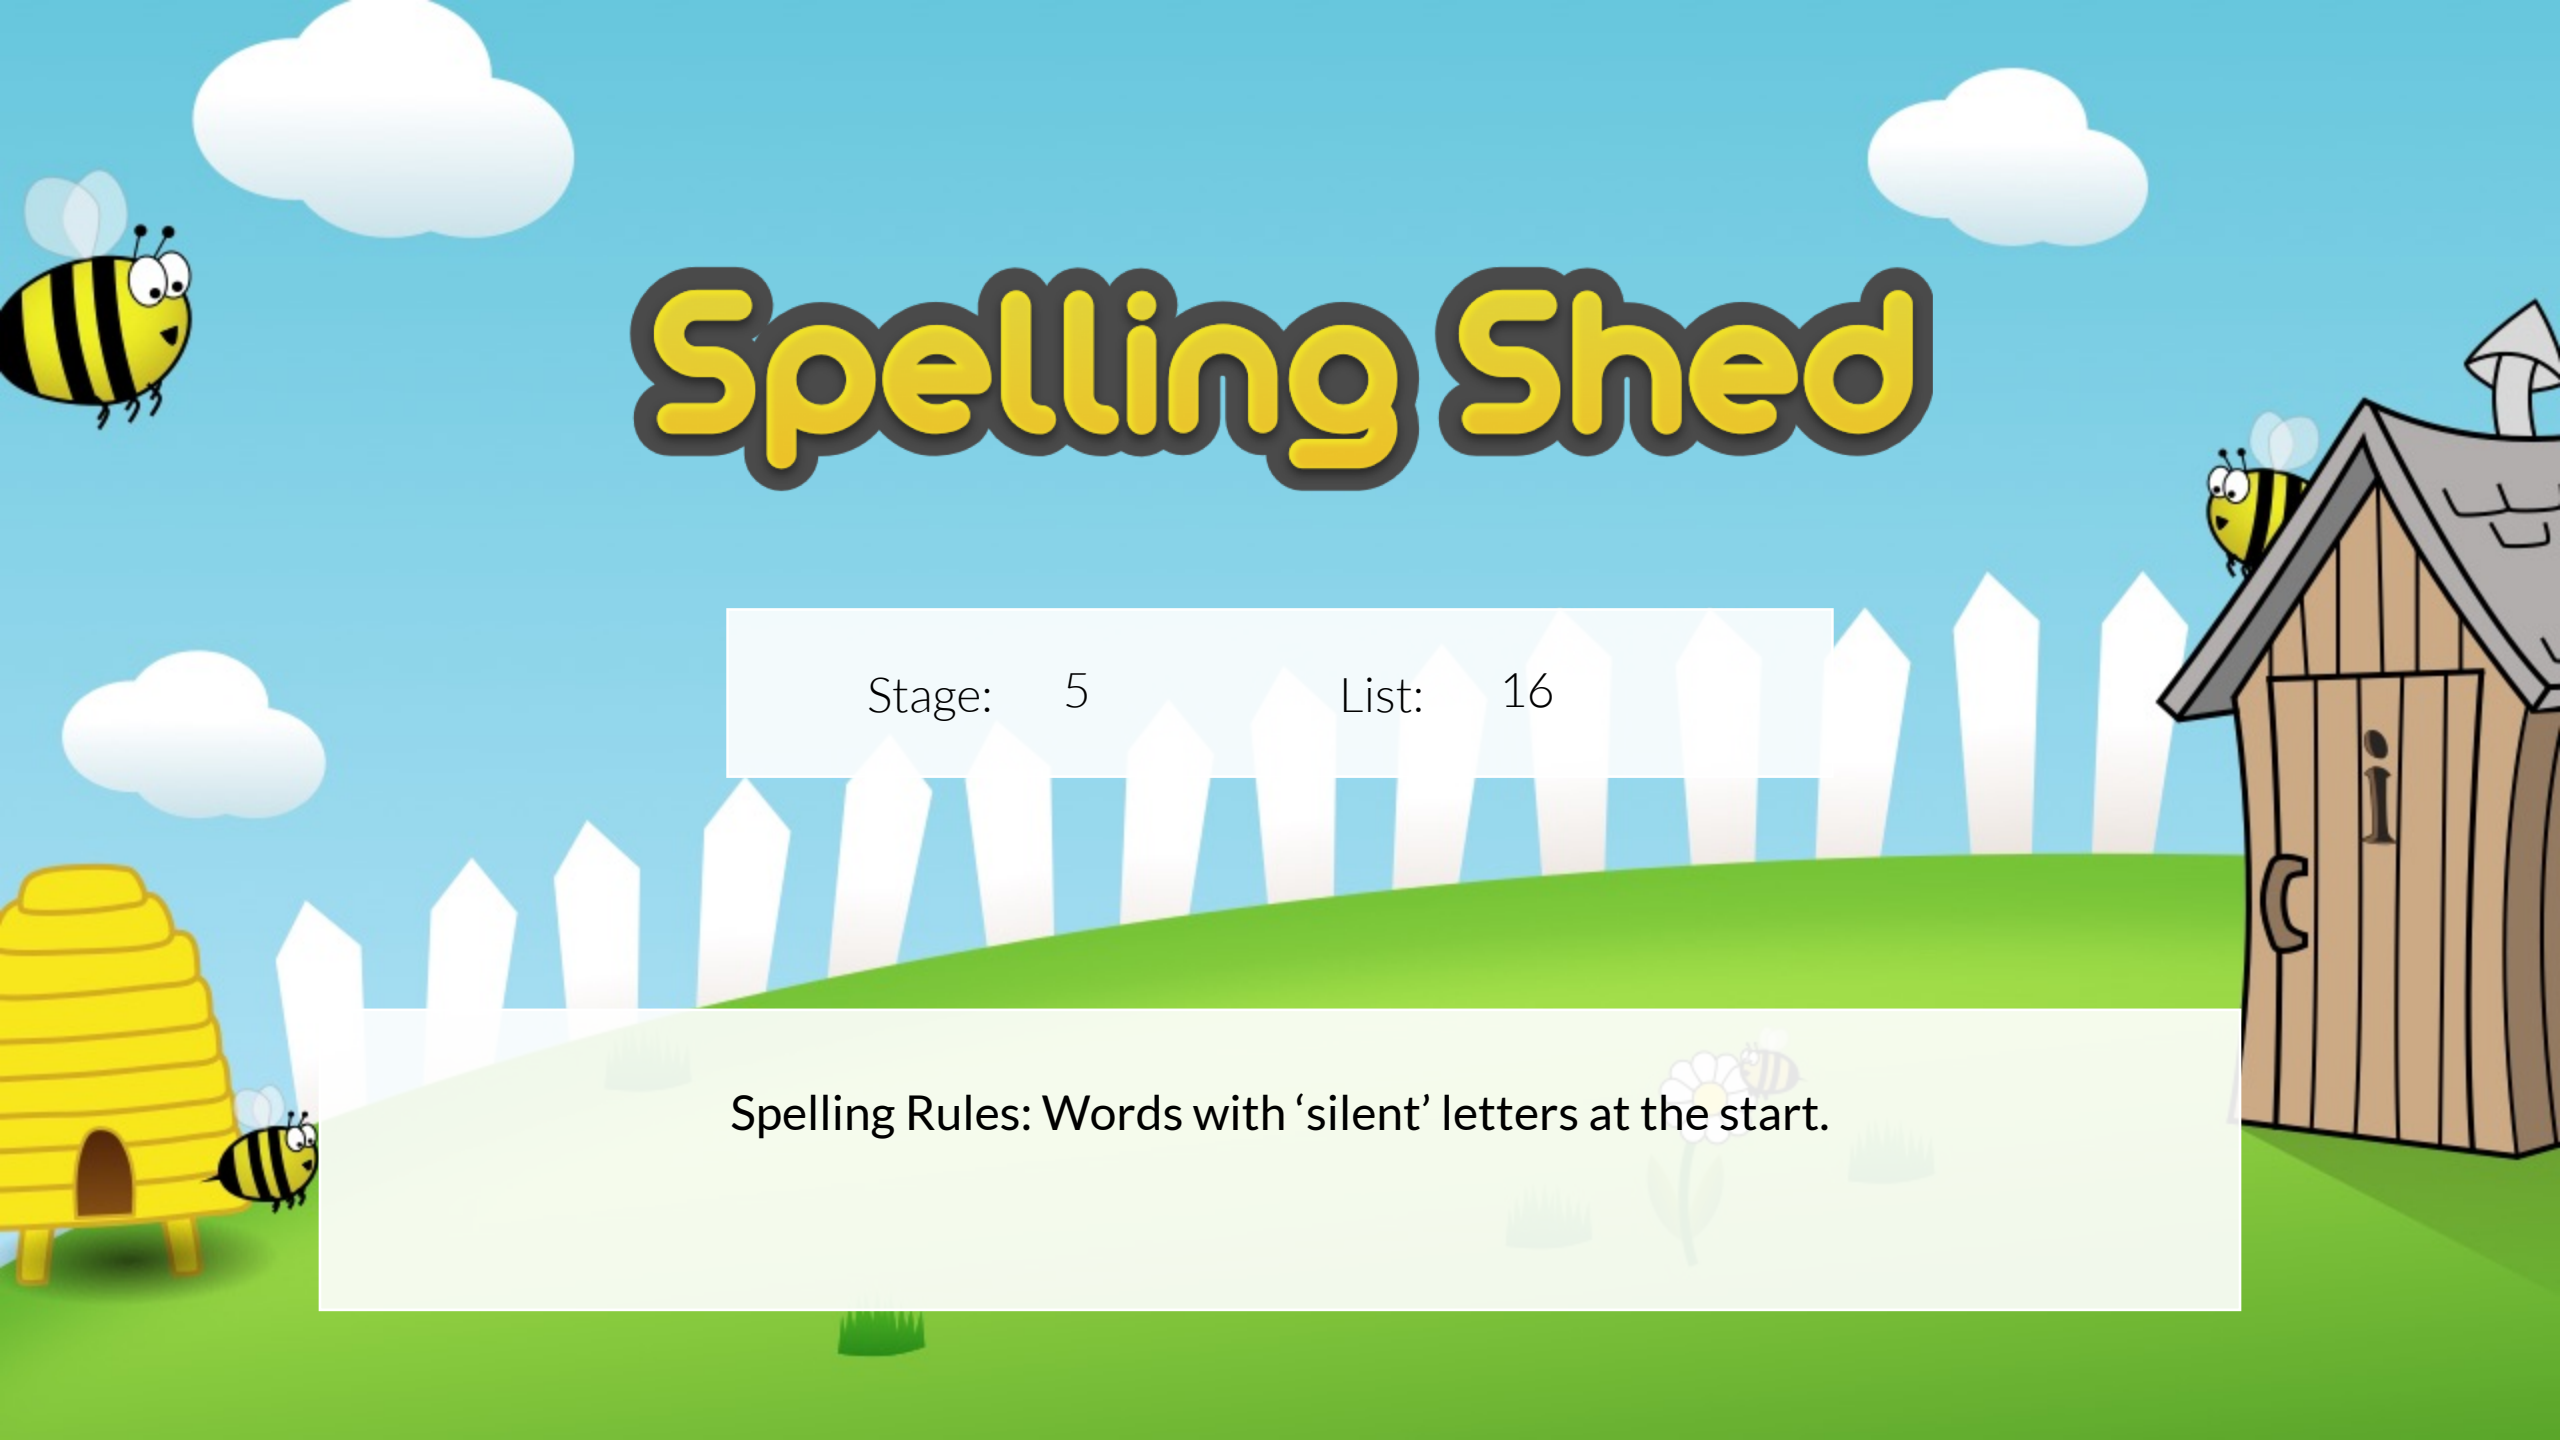 Spelling Shed
Stage: 5 List: 16
i
Spelling Rules: Words with ‘silent’ letters at the start.